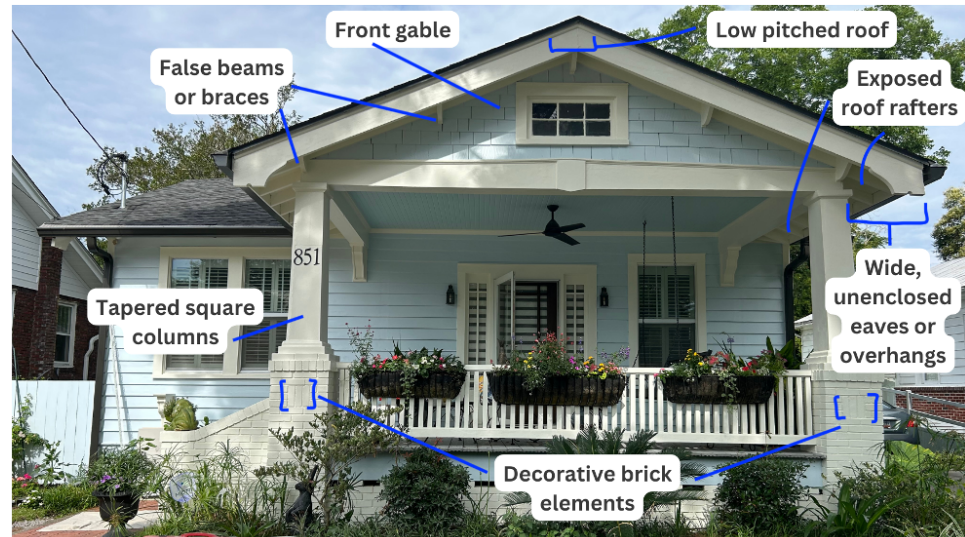 Front gable
Low pitched roof
False beams
or braces
Exposed
roof rafters
851
Tapered square
columns
Wide,
unenclosed
eaves or
overhangs
Decorative brick
elements